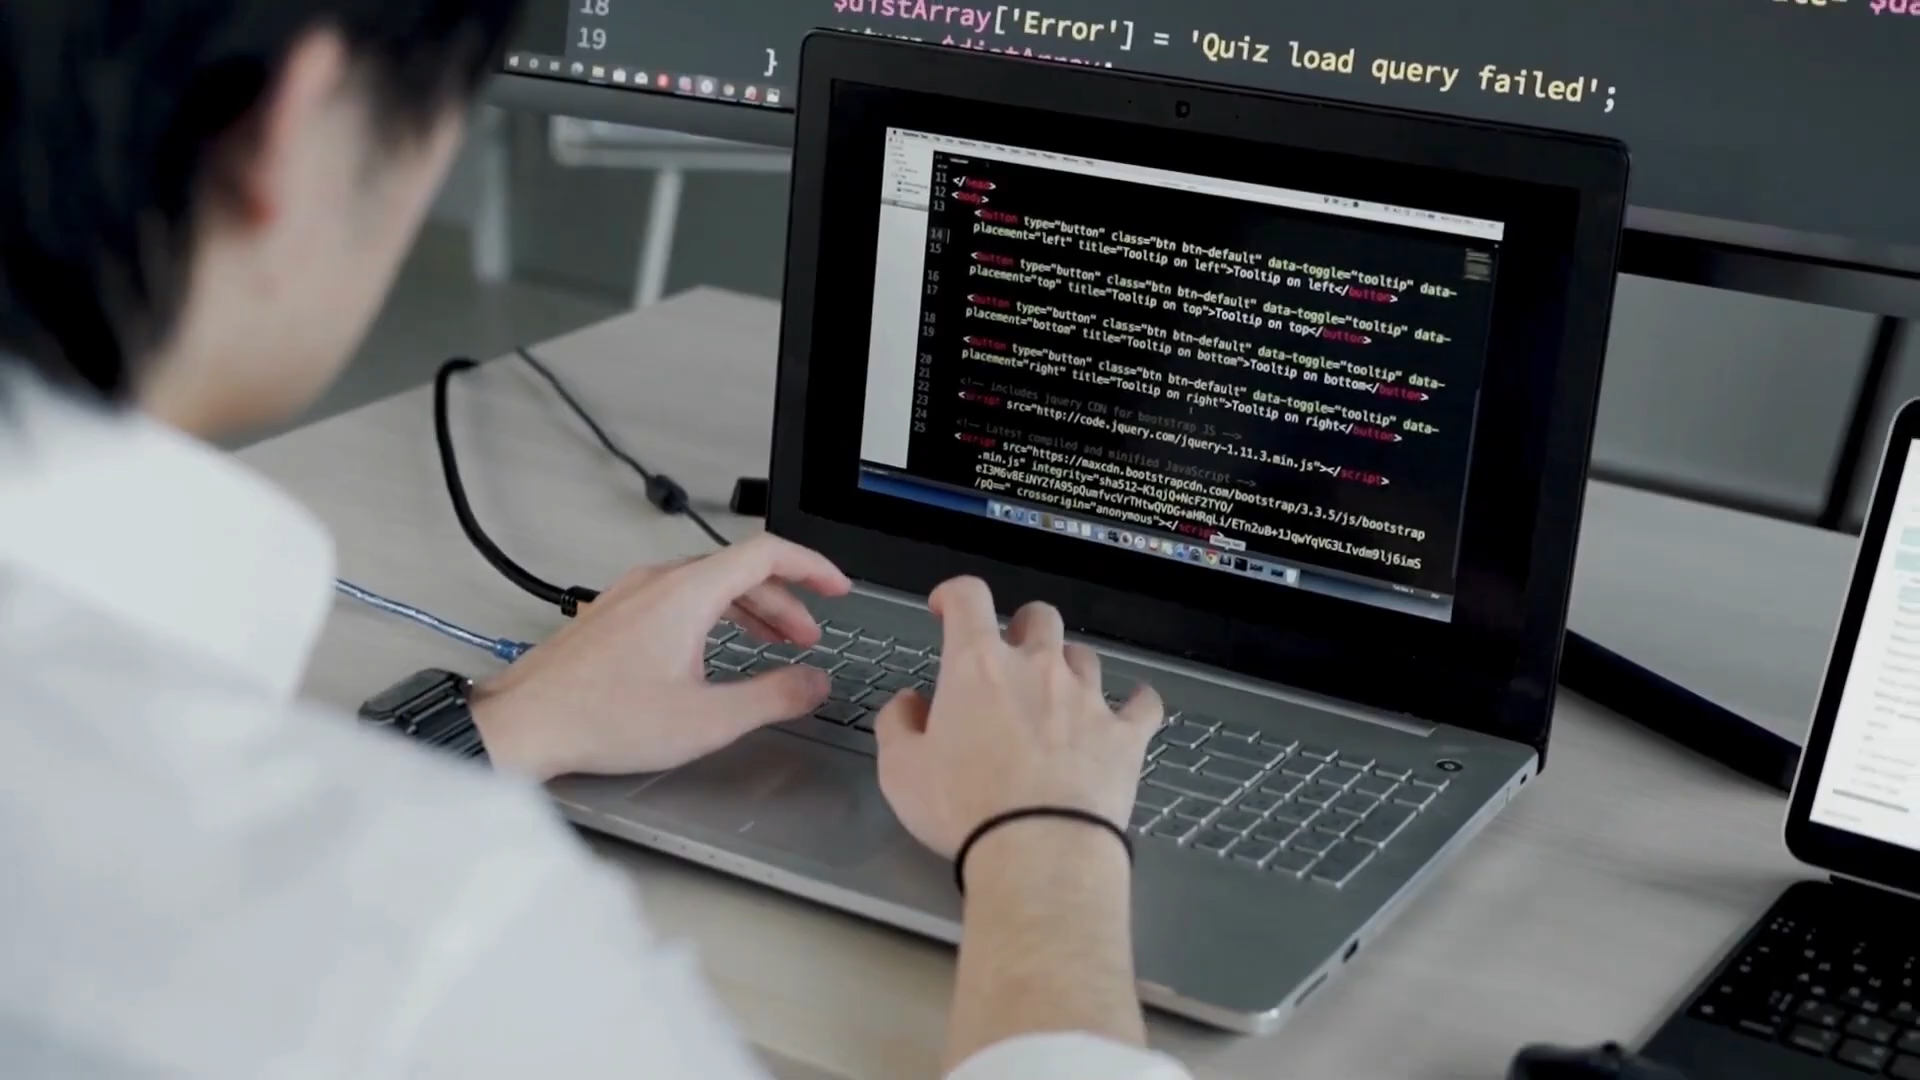 18
$distArray['Error'] = 'Quiz load query failed';
19
}
11 </head>
12 <body>
13
<button type="button" class="btn btn-default" data-toggle="tooltip" data-
14 placement="left" title="Tooltip on left">Tooltip on left</button>
15
<button type="button" class="btn btn-default" data-toggle="tooltip" data-
16 placement="top" title="Tooltip on top">Tooltip on top</button>
17
<button type="button" class="btn btn-default" data-toggle="tooltip" data-
18 placement="bottom" title="Tooltip on bottom">Tooltip on bottom</button>
19
<button type="button" class="btn btn-default" data-toggle="tooltip" data-
20 placement="right" title="Tooltip on right">Tooltip on right</button>
21
22 <!-- includes jquery CDN for bootstrap JS -->
23 <script src="http://code.jquery.com/jquery-1.11.3.min.js"></script>
24 <!-- Latest compiled and minified JavaScript -->
25 <script src="https://maxcdn.bootstrapcdn.com/bootstrap/3.3.5/js/bootstrap
.min.js" integrity="sha512-K1qjQ+NcF2TYO/
eI3M6v8EiNYZfA95pQumfvcVrTHtwQVDG+aHRqLi/ETn2uB+1JqwYqVG3LIvdm9lj6imS
/pQ==" crossorigin="anonymous"></script>